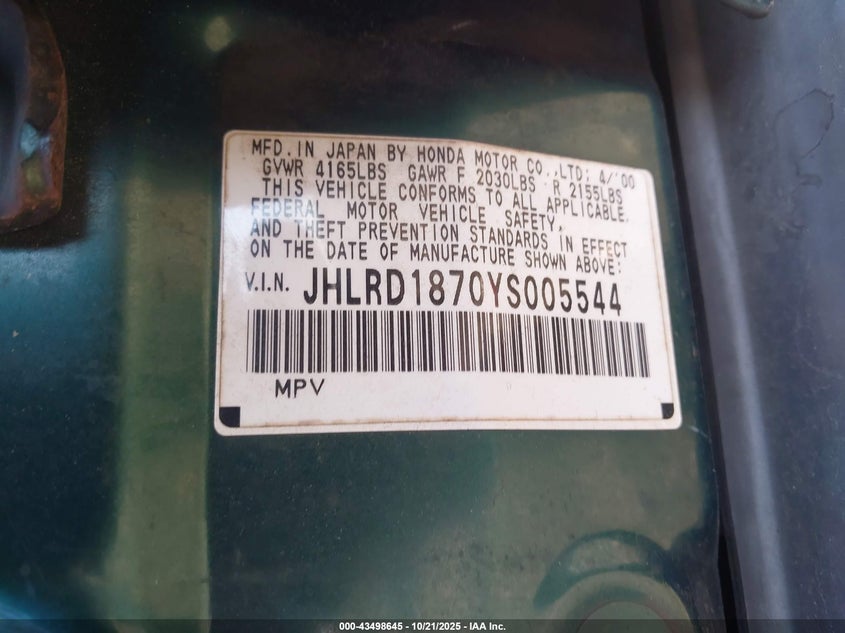 MFD. IN JAPAN BY HONDA MOTOR CO., LTD; 4/'00
GVWR 4165LBS GAWR F 2030LBS R 2155LBS
THIS VEHICLE CONFORMS TO ALL APPLICABLE
FEDERAL MOTOR VEHICLE SAFETY,
AND THEFT PREVENTION STANDARDS IN EFFECT
ON THE DATE OF MANUFACTURE SHOWN ABOVE:
V.I.N. JHLRD1870YS005544
MPV
000-43498645 - 10/21/2025 - IAA Inc.